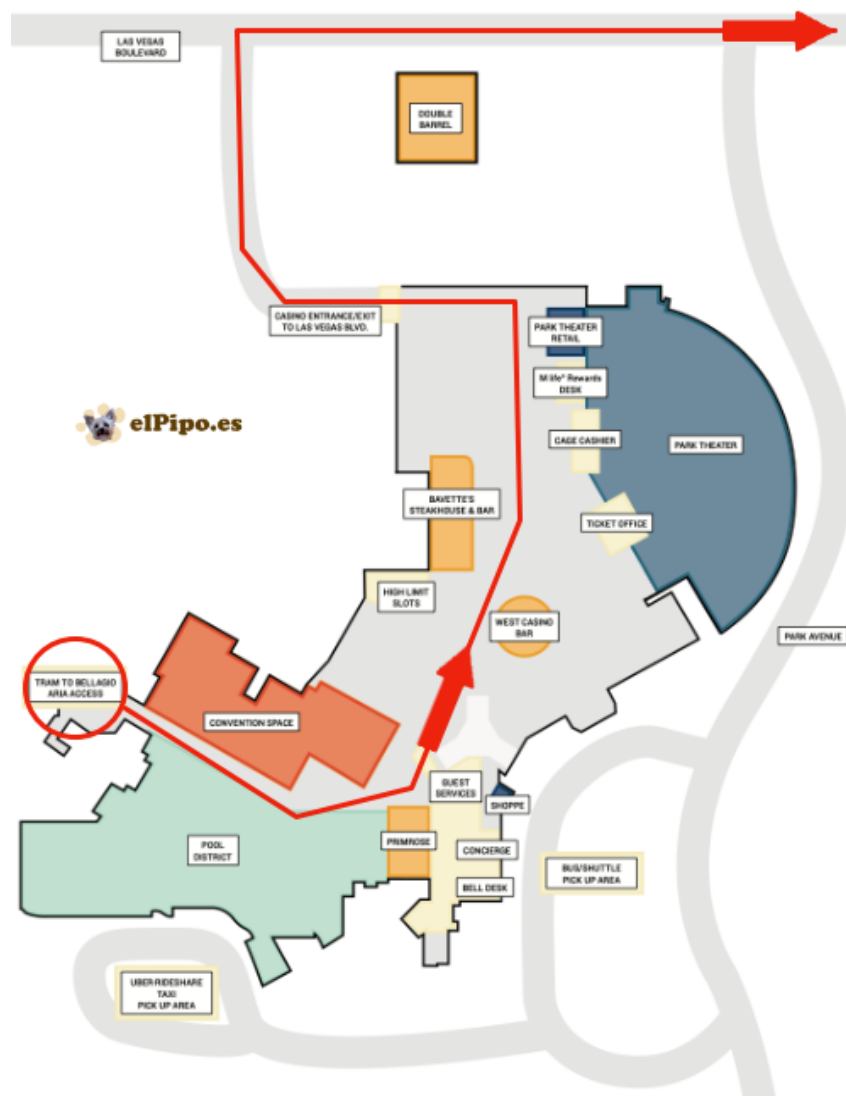 LAS VEGAS
BOULEVARD
DOUBLE
BARREL
CASINO ENTRANCE/EXIT
TO LAS VEGAS BLVD.
PARK THEATER
RETAIL
M life® Rewards
DESK
elPipo.es
CAGE CASHIER
PARK THEATER
BAVETTE'S
STEAKHOUSE & BAR
TICKET OFFICE
HIGH LIMIT
SLOTS
WEST CASINO
BAR
PARK AVENUE
TRAM TO BELLAGIO
ARIA ACCESS
CONVENTION SPACE
GUEST
SERVICES
SHOPPE
POOL
DISTRICT
PRIMROSE
CONCIERGE
BUS/SHUTTLE
PICK UP AREA
BELL DESK
UBER-RIDESHARE
TAXI
PICK UP AREA